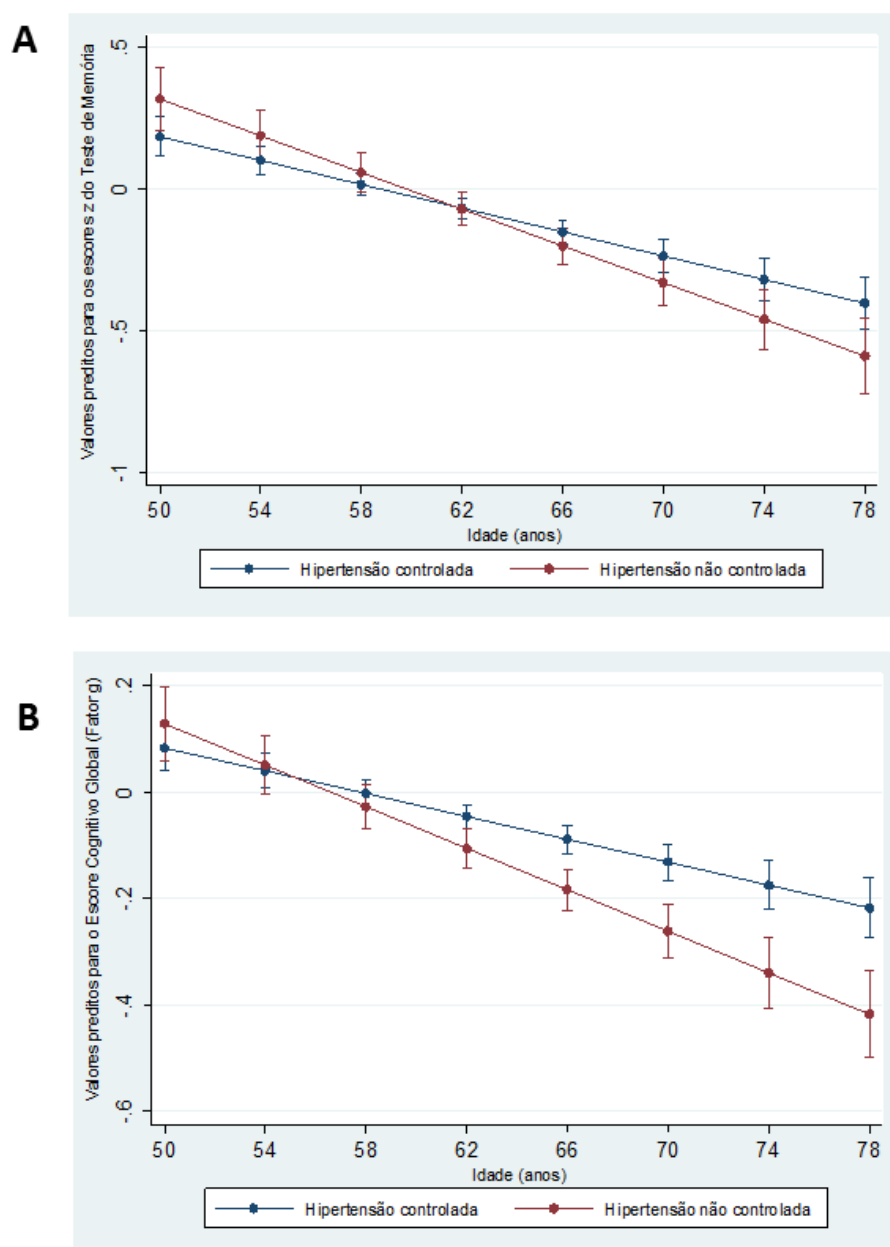 A
Valores preditos para os escores z do Teste de Memória
.5
0
-.5
-1
50 54 58 62 66 70 74 78
Idade (anos)
Hipertensão controlada Hipertensão não controlada
B
Valores preditos para o Escore Cognitivo Global (Fator g)
.2
0
-.2
-.4
-.6
50 54 58 62 66 70 74 78
Idade (anos)
Hipertensão controlada Hipertensão não controlada